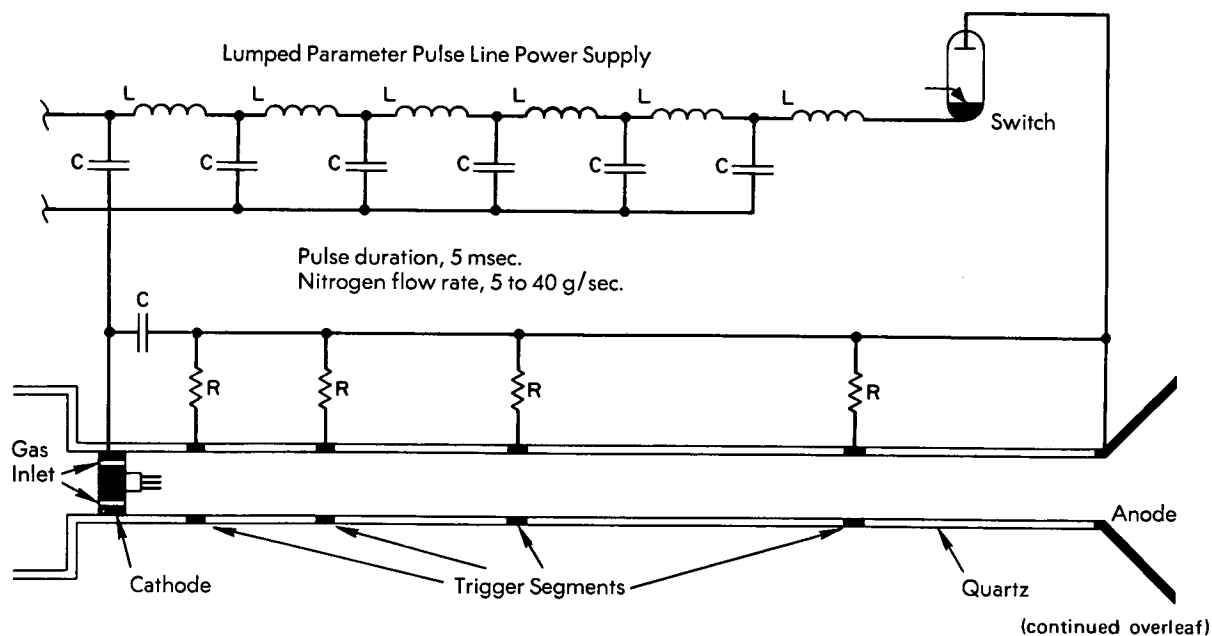 Lumped Parameter Pulse Line Power Supply
L
L
L
L
L
L
Switch
C
C
C
C
C
C
Pulse duration, 5 msec.
Nitrogen flow rate, 5 to 40 g/sec.
C
R
R
R
R
Gas
Inlet
Anode
Cathode
Trigger Segments
Quartz
(continued overleaf)